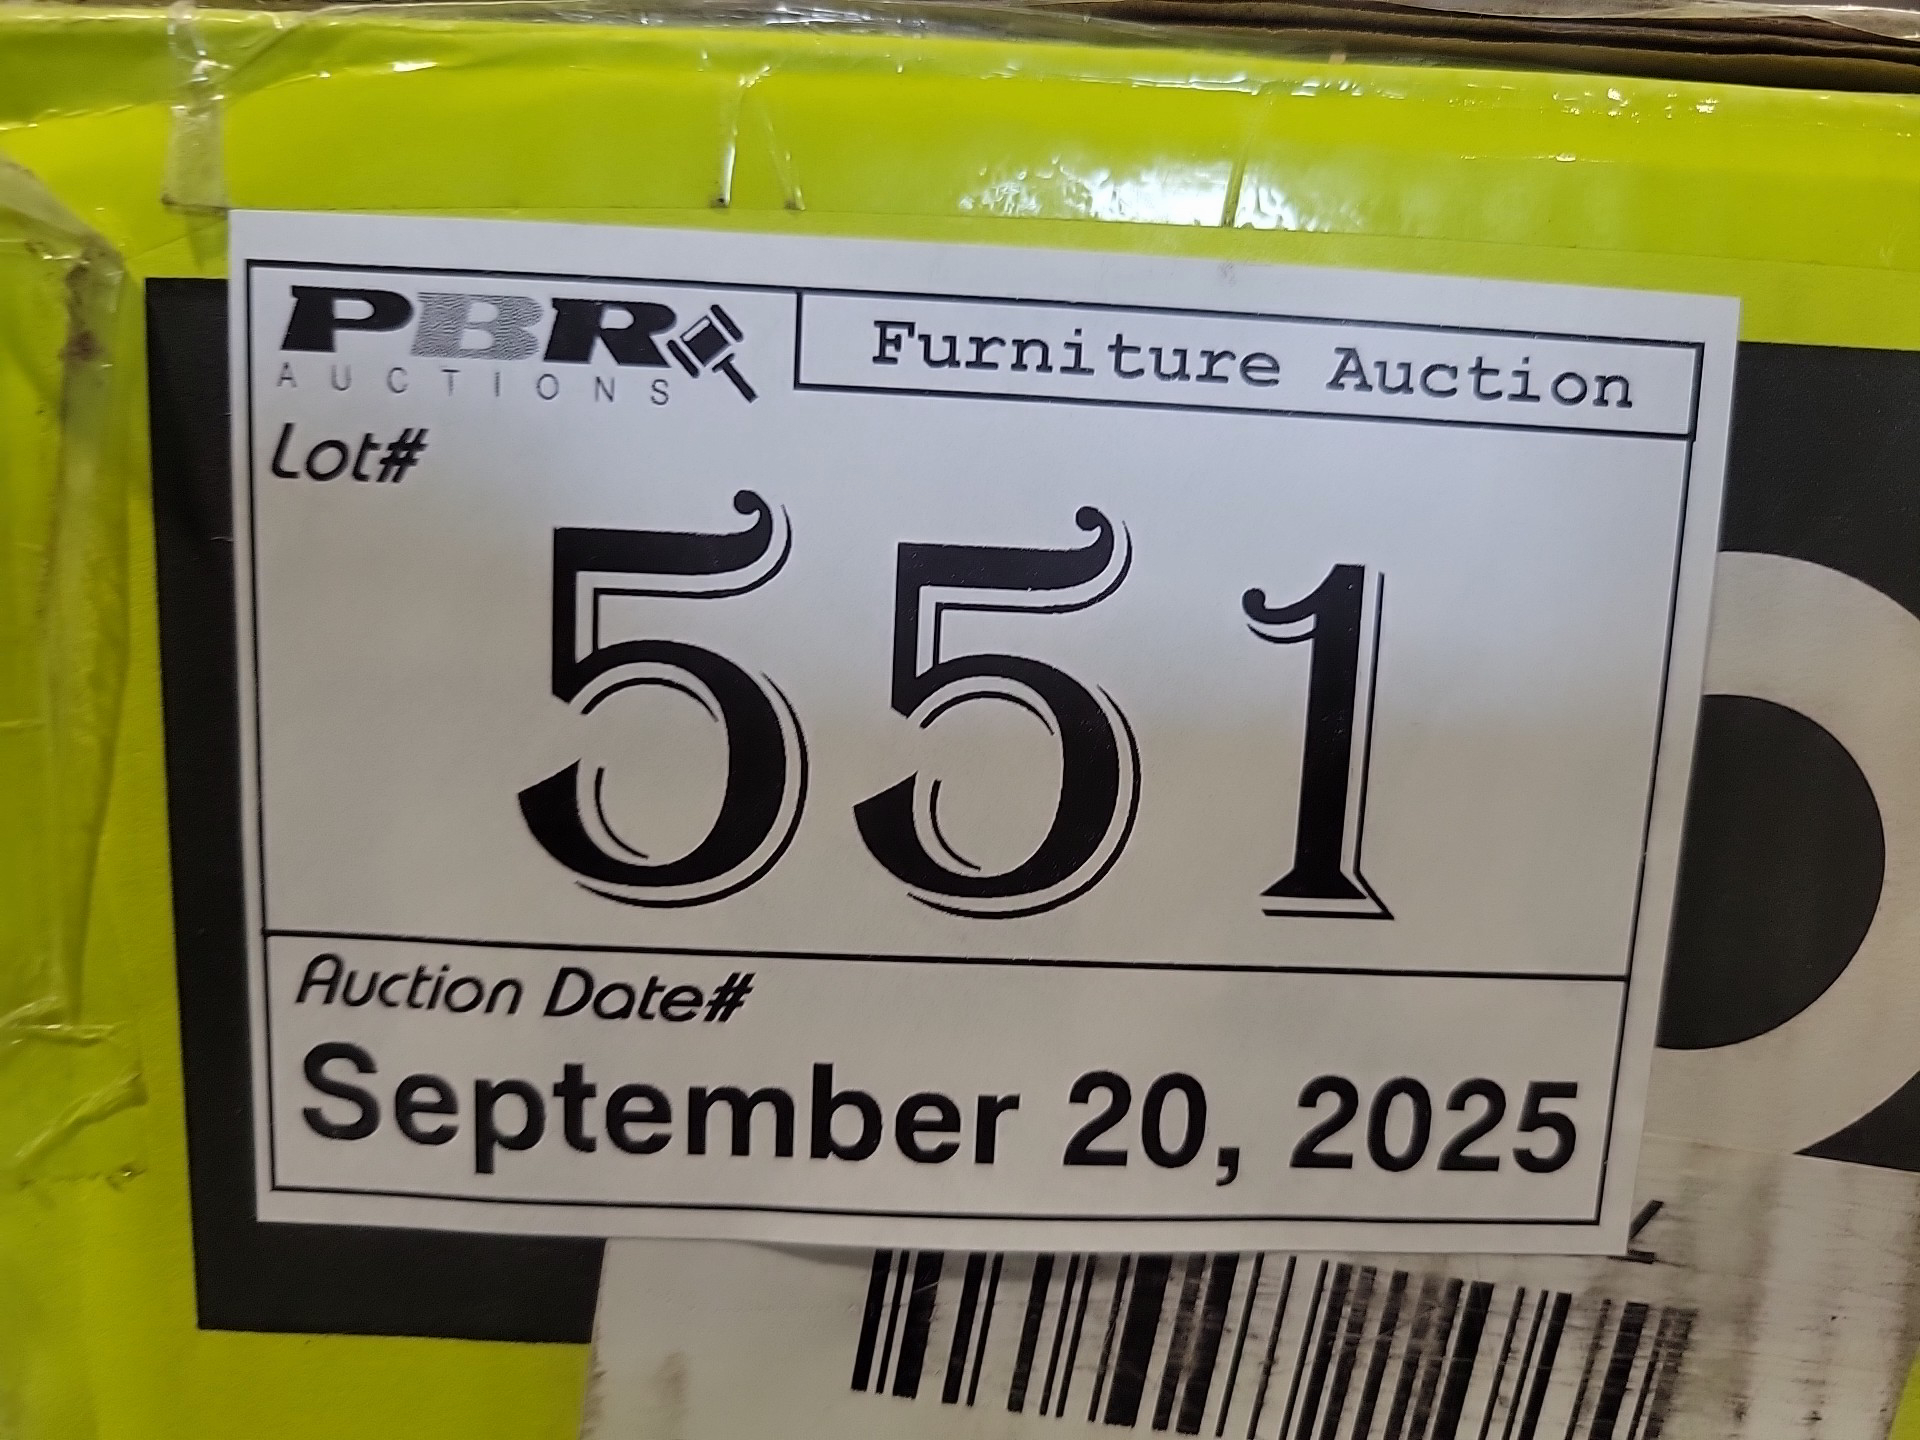 PBR
AUCTIONS
Furniture Auction
Lot#
551
Auction Date#
September 20, 2025